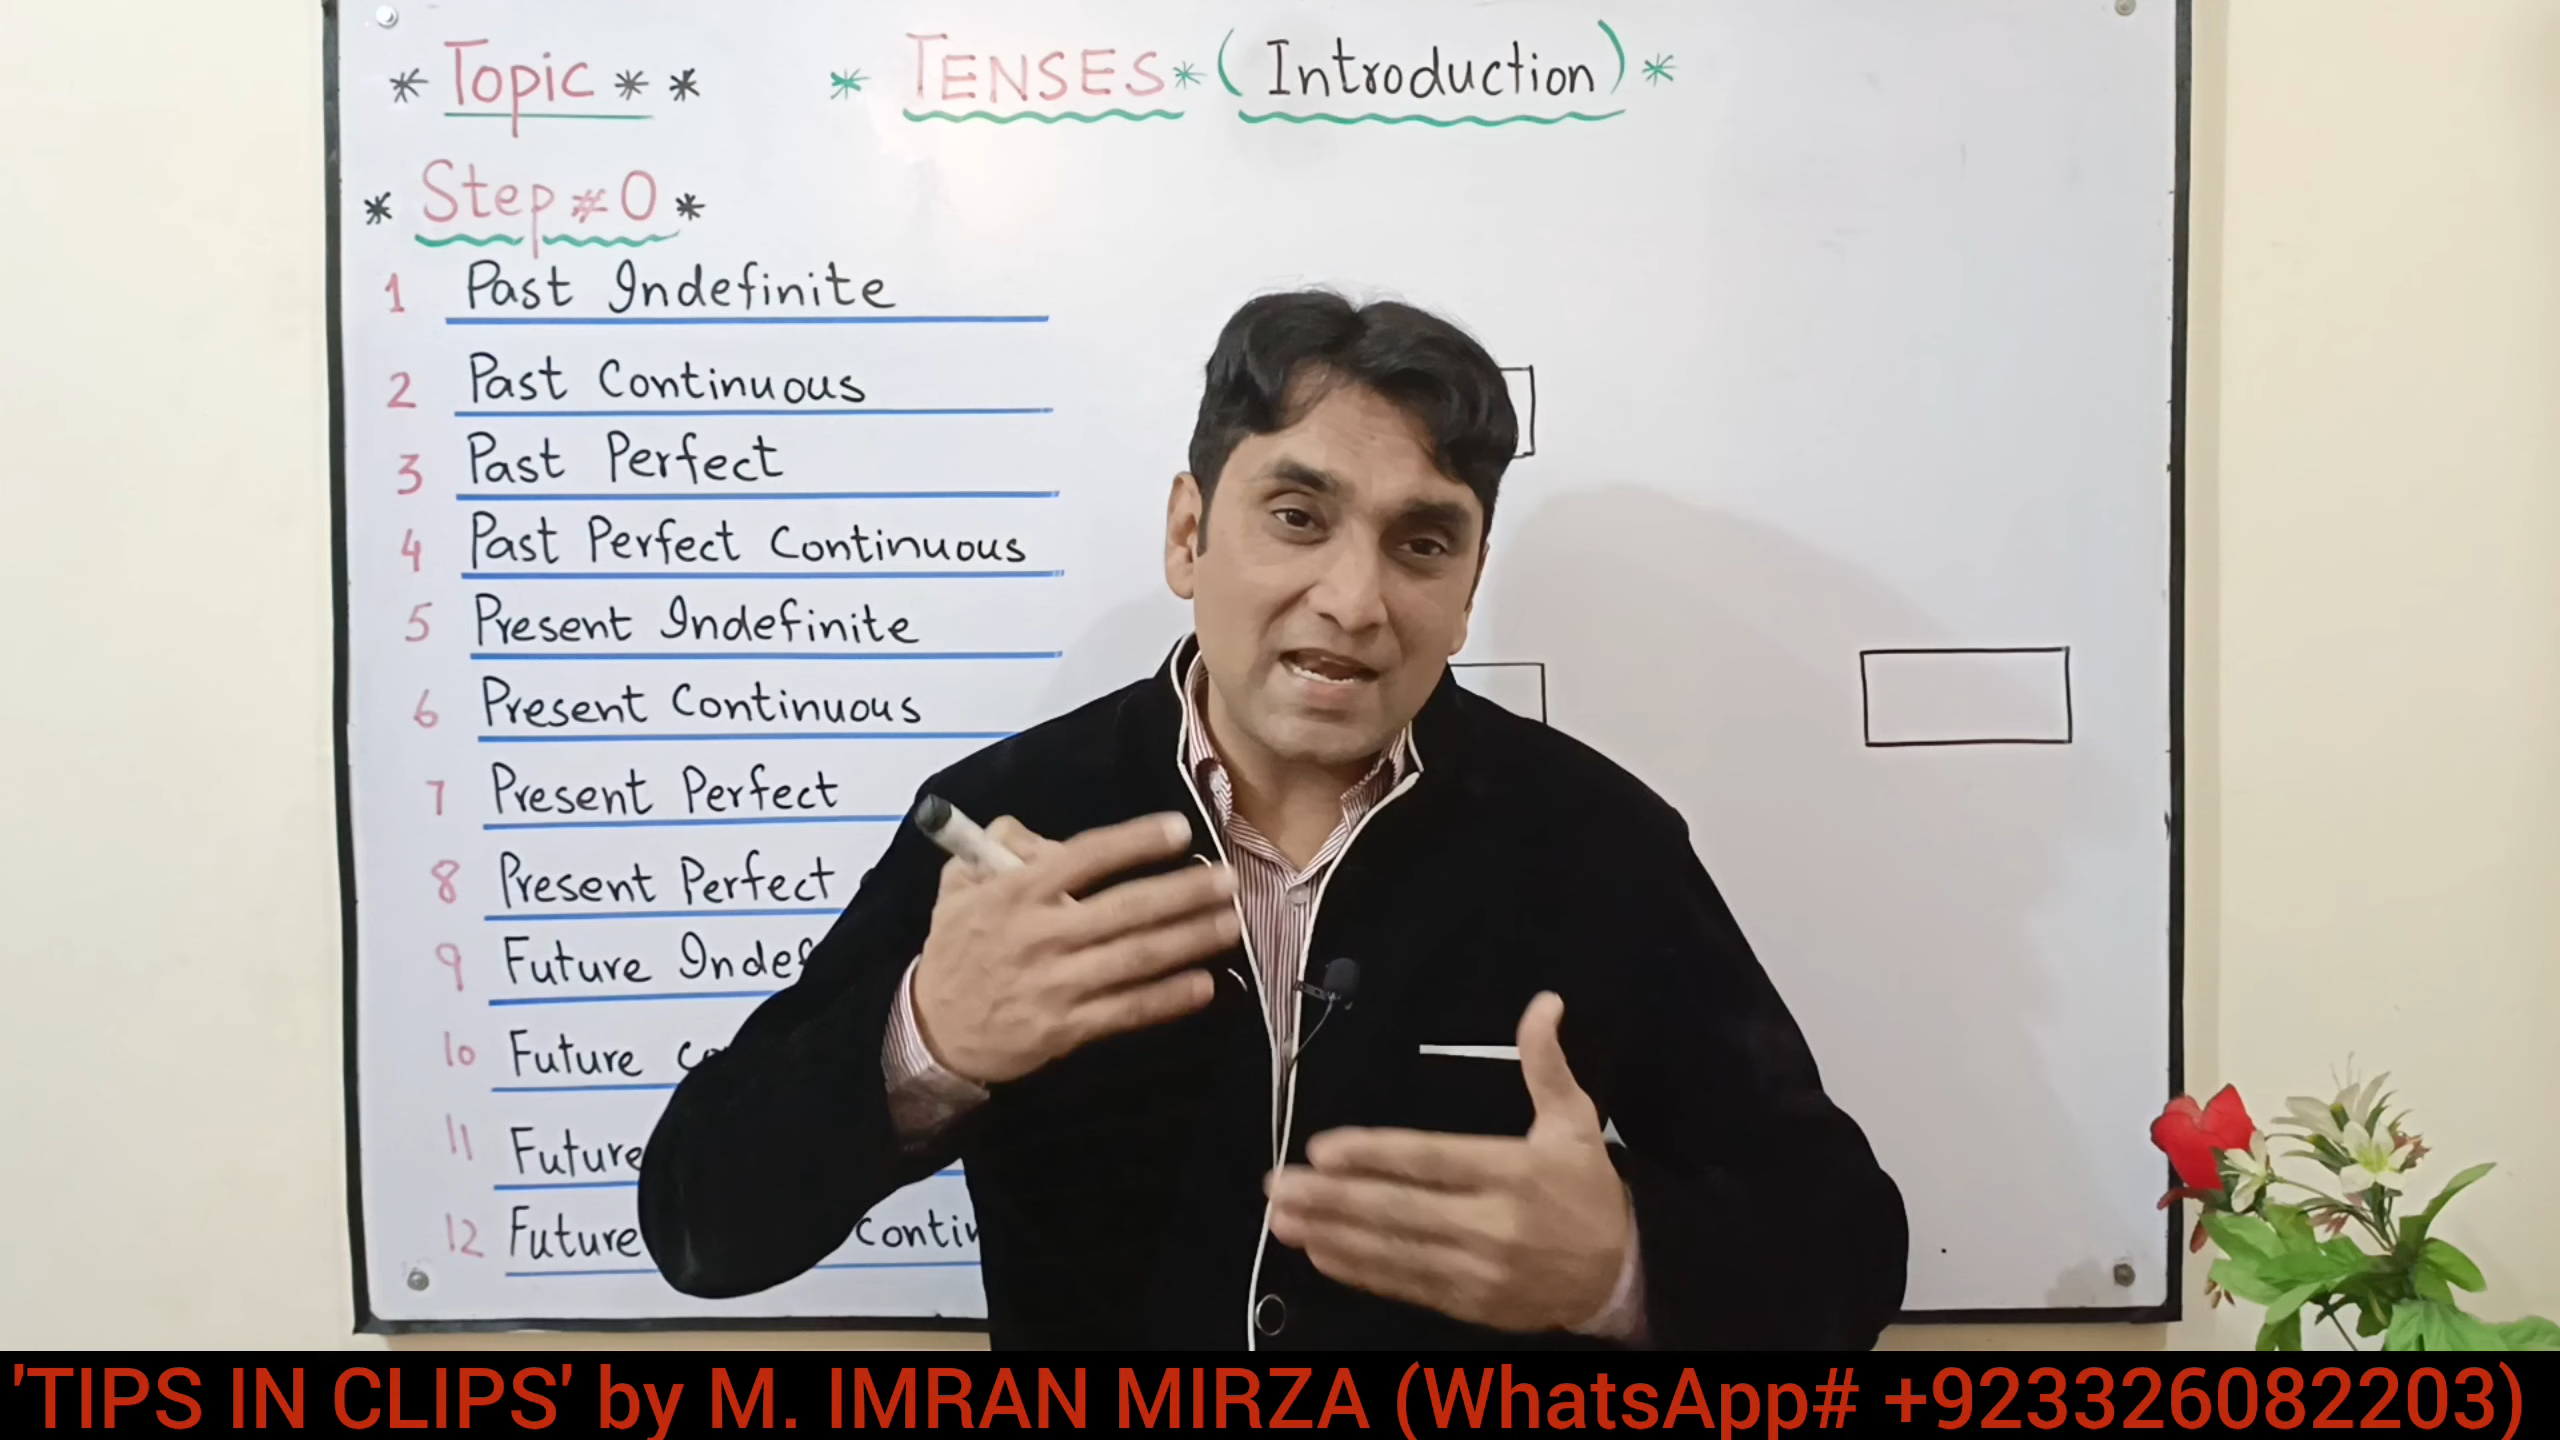 * Topic * *
* TENSES * (Introduction) *
* Step # 0 *
1 Past Indefinite
2 Past Continuous
3 Past Perfect
4 Past Perfect Continuous
5 Present Indefinite
6 Present Continuous
7 Present Perfect
8 Present Perfect
9 Future
10 Future
11 Future
12 Future
'TIPS IN CLIPS' by M. IMRAN MIRZA (WhatsApp# +923326082203)